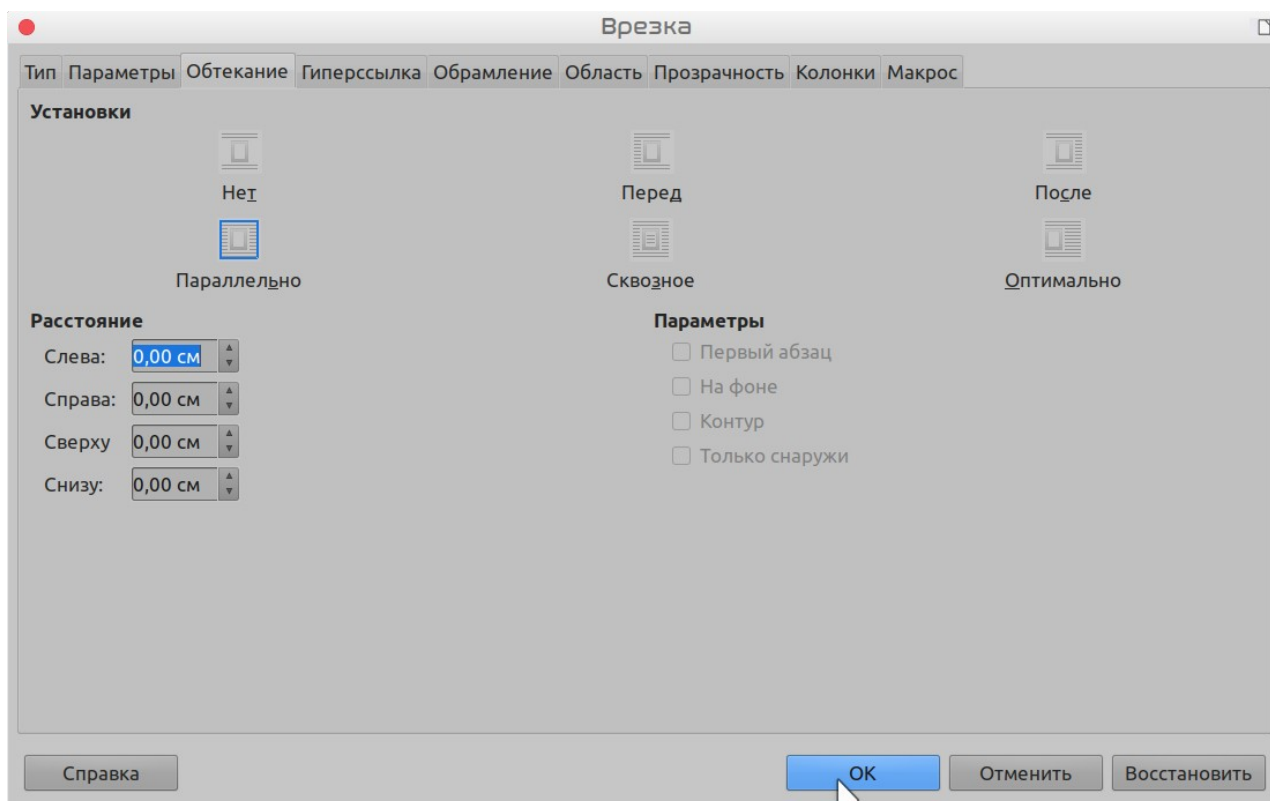 Врезка
Тип Параметры Обтекание Гиперссылка Обрамление Область Прозрачность Колонки Макрос
Установки
Нет Перед После
Параллельно Сквозное Оптимально
Расстояние Параметры
Слева: 0,00 см Первый абзац
Справа: 0,00 см На фоне
Сверху 0,00 см Контур
Снизу: 0,00 см Только снаружи
Справка OK Отменить Восстановить